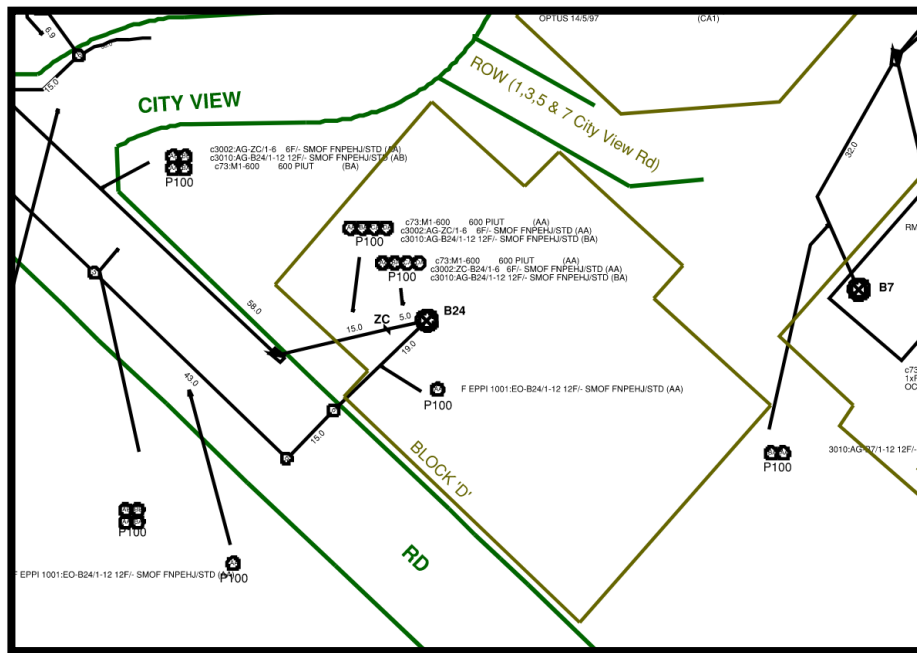 OPTUS 14/5/97 (CA1)
6.9
15.0
CITY VIEW
ROW (1,3,5 & 7 City View Rd)
32.0
c3002:AG-ZC/1-6 6F/- SMOF FNPEHJ/STD (AA)
c3010:AG-B24/1-12 12F/- SMOF FNPEHJ/STD (AB)
c73:M1-600 600 PIUT (BA)
P100
c73:M1-600 600 PIUT (AA)
c3002:AG-ZC/1-6 6F/- SMOF FNPEHJ/STD (AA)
c3010:AG-B24/1-12 12F/- SMOF FNPEHJ/STD (BA)
P100
RM
c73:M1-600 600 PIUT (AA)
c3002:ZC-B24/1-6 6F/- SMOF FNPEHJ/STD (AA)
c3010:AG-B24/1-12 12F/- SMOF FNPEHJ/STD (BA)
P100
B7
58.0
5.0
B24
ZC
15.0
19.0
43.0
c73
1xF
OC
F EPPI 1001:EO-B24/1-12 12F/- SMOF FNPEHJ/STD (AA)
P100
15.0
BLOCK 'D'
3010:AG-B7/1-12 12F/-
P100
P100
RD
F EPPI 1001:EO-B24/1-12 12F/- SMOF FNPEHJ/STD (AA)
P100